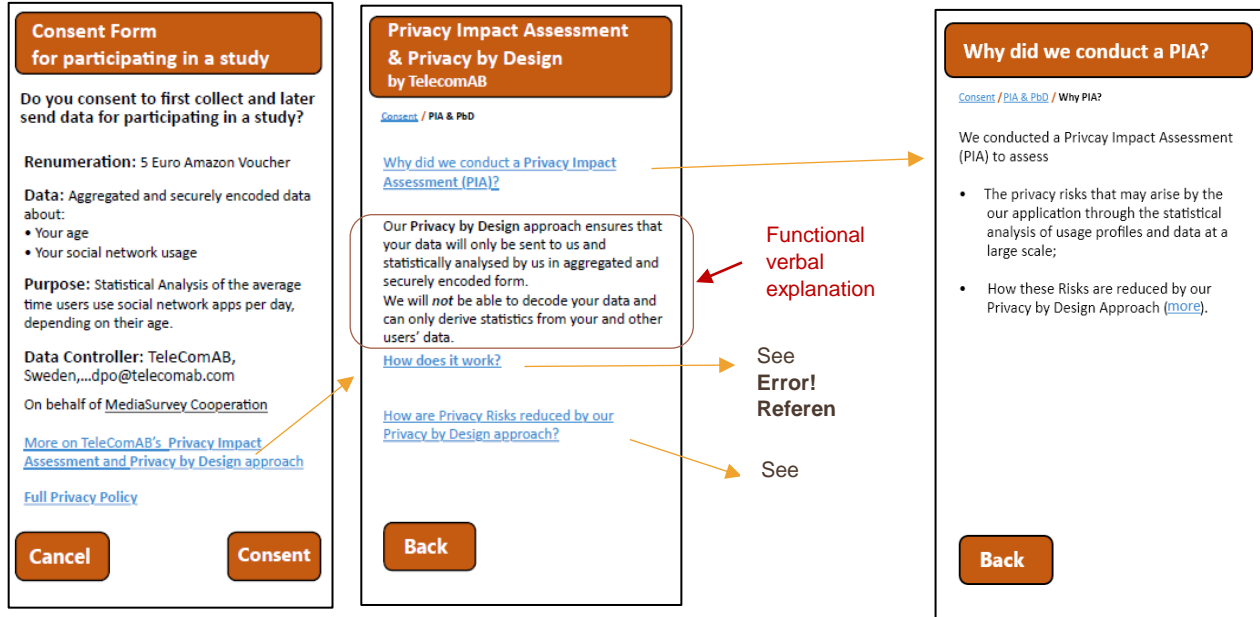 Consent Form
for participating in a study
Do you consent to first collect and later
send data for participating in a study?
Renumeration: 5 Euro Amazon Voucher
Data: Aggregated and securely encoded data
about:
• Your age
• Your social network usage
Purpose: Statistical Analysis of the average
time users use social network apps per day,
depending on their age.
Data Controller: TeleComAB,
Sweden,...dpo@telecomab.com
On behalf of MediaSurvey Cooperation
More on TeleComAB's Privacy Impact
Assessment and Privacy by Design approach
Full Privacy Policy
Cancel
Consent
Privacy Impact Assessment
& Privacy by Design
by TelecomAB
Consent / PIA & PbD
Why did we conduct a Privacy Impact
Assessment (PIA)?
Our Privacy by Design approach ensures that
your data will only be sent to us and
statistically analysed by us in aggregated and
securely encoded form.
We will not be able to decode your data and
can only derive statistics from your and other
users' data.
How does it work?
How are Privacy Risks reduced by our
Privacy by Design approach?
Back
Functional
verbal
explanation
See
Error!
Referen
See
Why did we conduct a PIA?
Consent / PIA & PbD / Why PIA?
We conducted a Privcay Impact Assessment
(PIA) to assess
• The privacy risks that may arise by the
our application through the statistical
analysis of usage profiles and data at a
large scale;
• How these Risks are reduced by our
Privacy by Design Approach (more).
Back